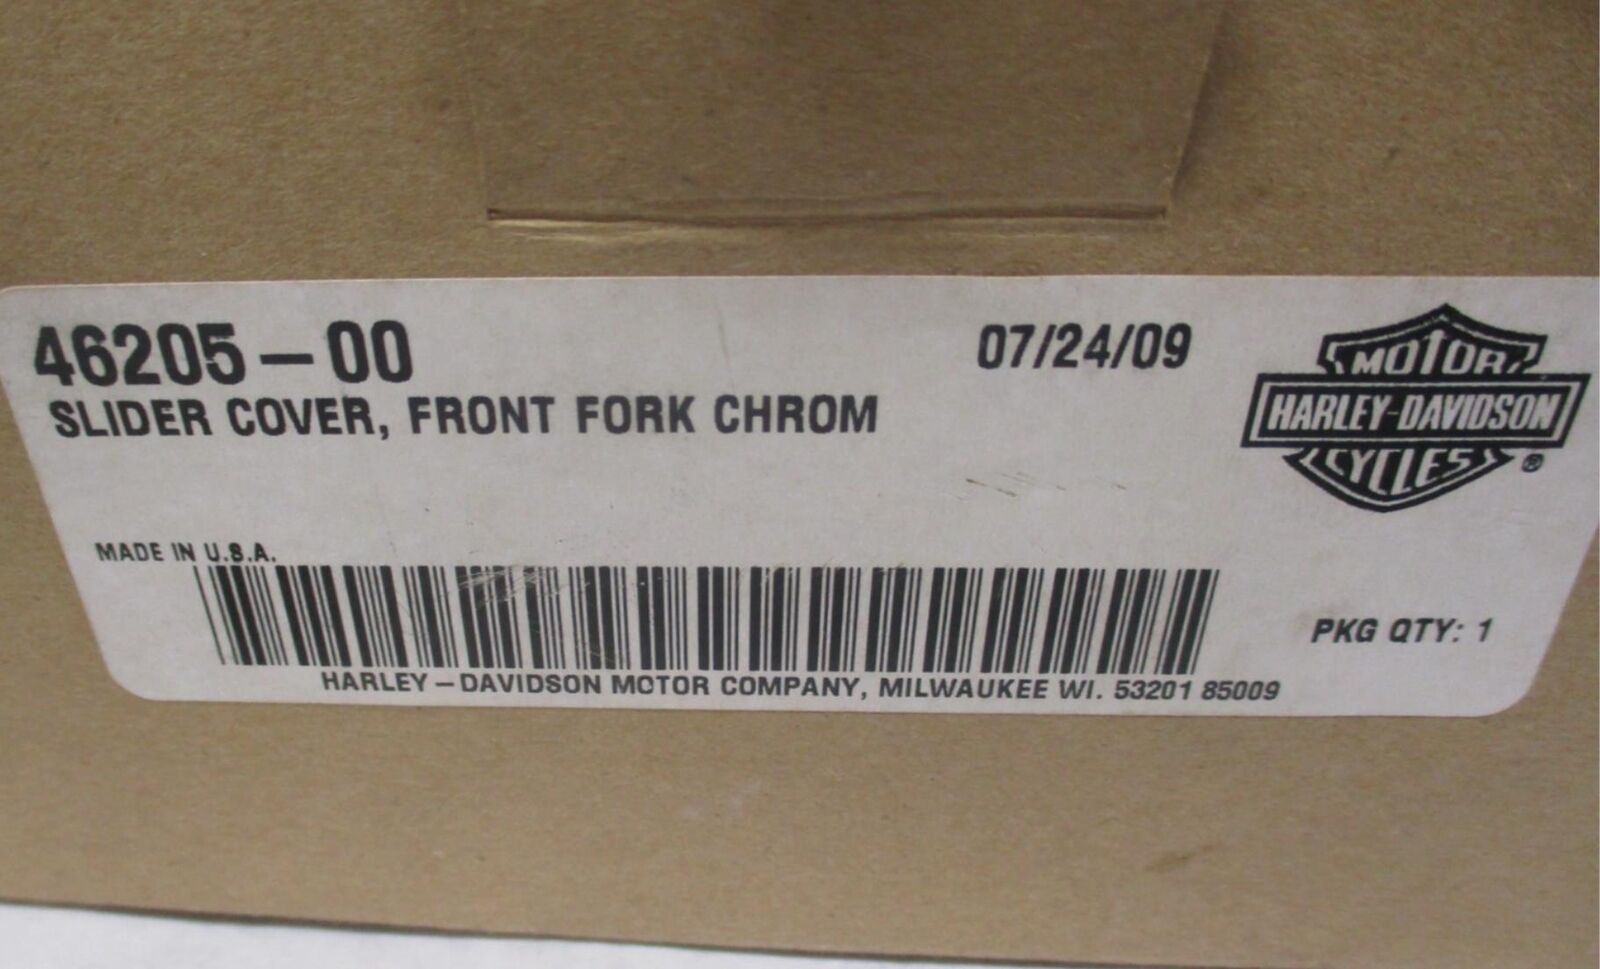 46205-00
07/24/09
SLIDER COVER, FRONT FORK CHROM
MOTOR
HARLEY-DAVIDSON
CYCLES
®
MADE IN U.S.A.
PKG QTY: 1
HARLEY-DAVIDSON MOTOR COMPANY, MILWAUKEE WI. 53201 85009